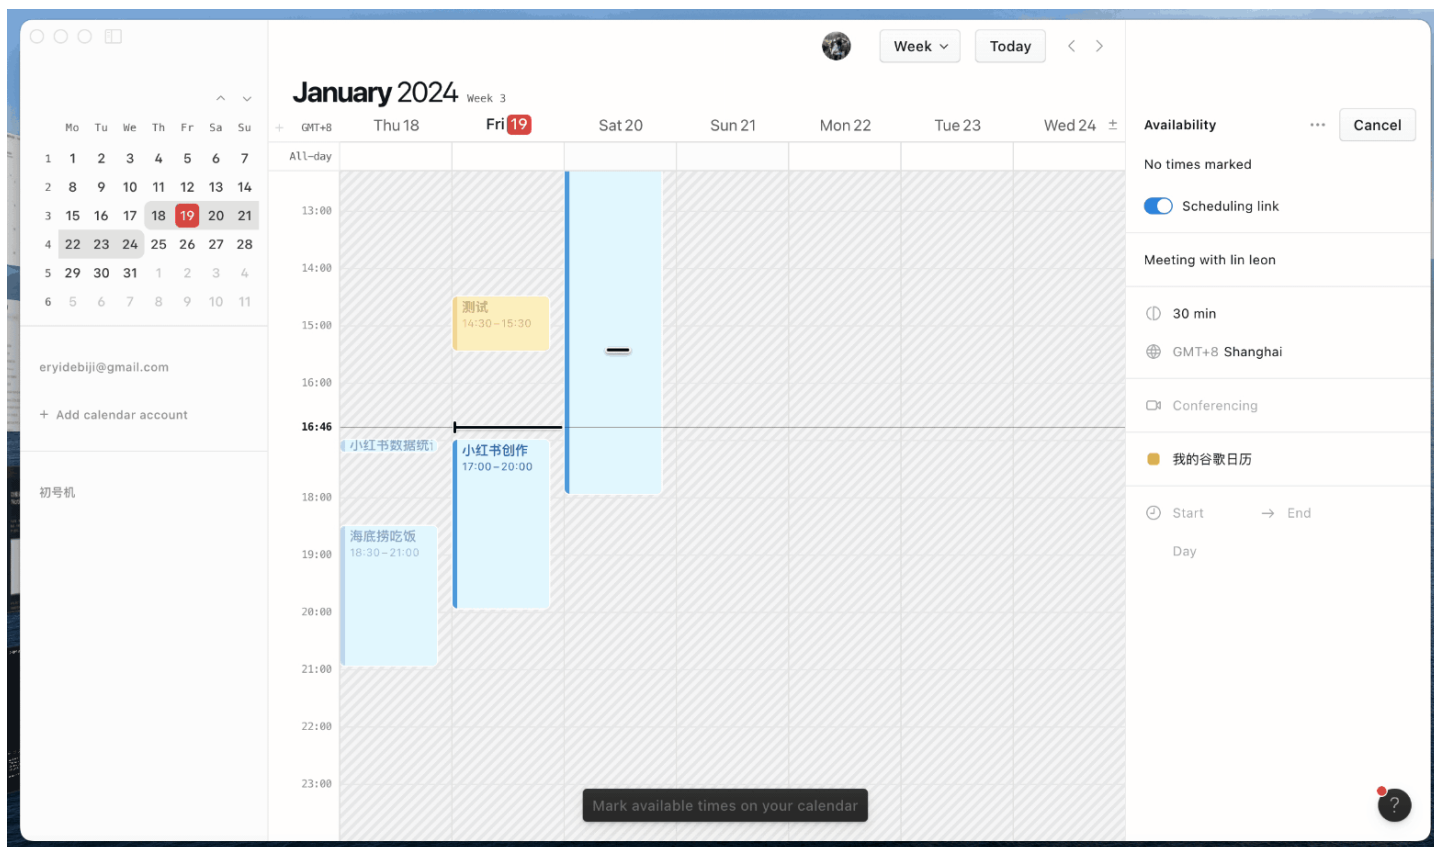 Week
Today
January 2024 Week 3
Mo Tu We Th Fr Sa Su
1 1 2 3 4 5 6 7
2 8 9 10 11 12 13 14
3 15 16 17 18 19 20 21
4 22 23 24 25 26 27 28
5 29 30 31 1 2 3 4
6 5 6 7 8 9 10 11
eryidebiji@gmail.com
+ Add calendar account
初号机
+ GMT+8 Thu 18 Fri 19 Sat 20 Sun 21 Mon 22 Tue 23 Wed 24
All-day
13:00
14:00
15:00
16:00
16:46
18:00
19:00
20:00
21:00
22:00
23:00
小红书数据统
海底捞吃饭
18:30–21:00
测试
14:30–15:30
小红书创作
17:00–20:00
Mark available times on your calendar
Availability
... Cancel
No times marked
Scheduling link
Meeting with lin leon
30 min
GMT+8 Shanghai
Conferencing
我的谷歌日历
Start → End
Day
?